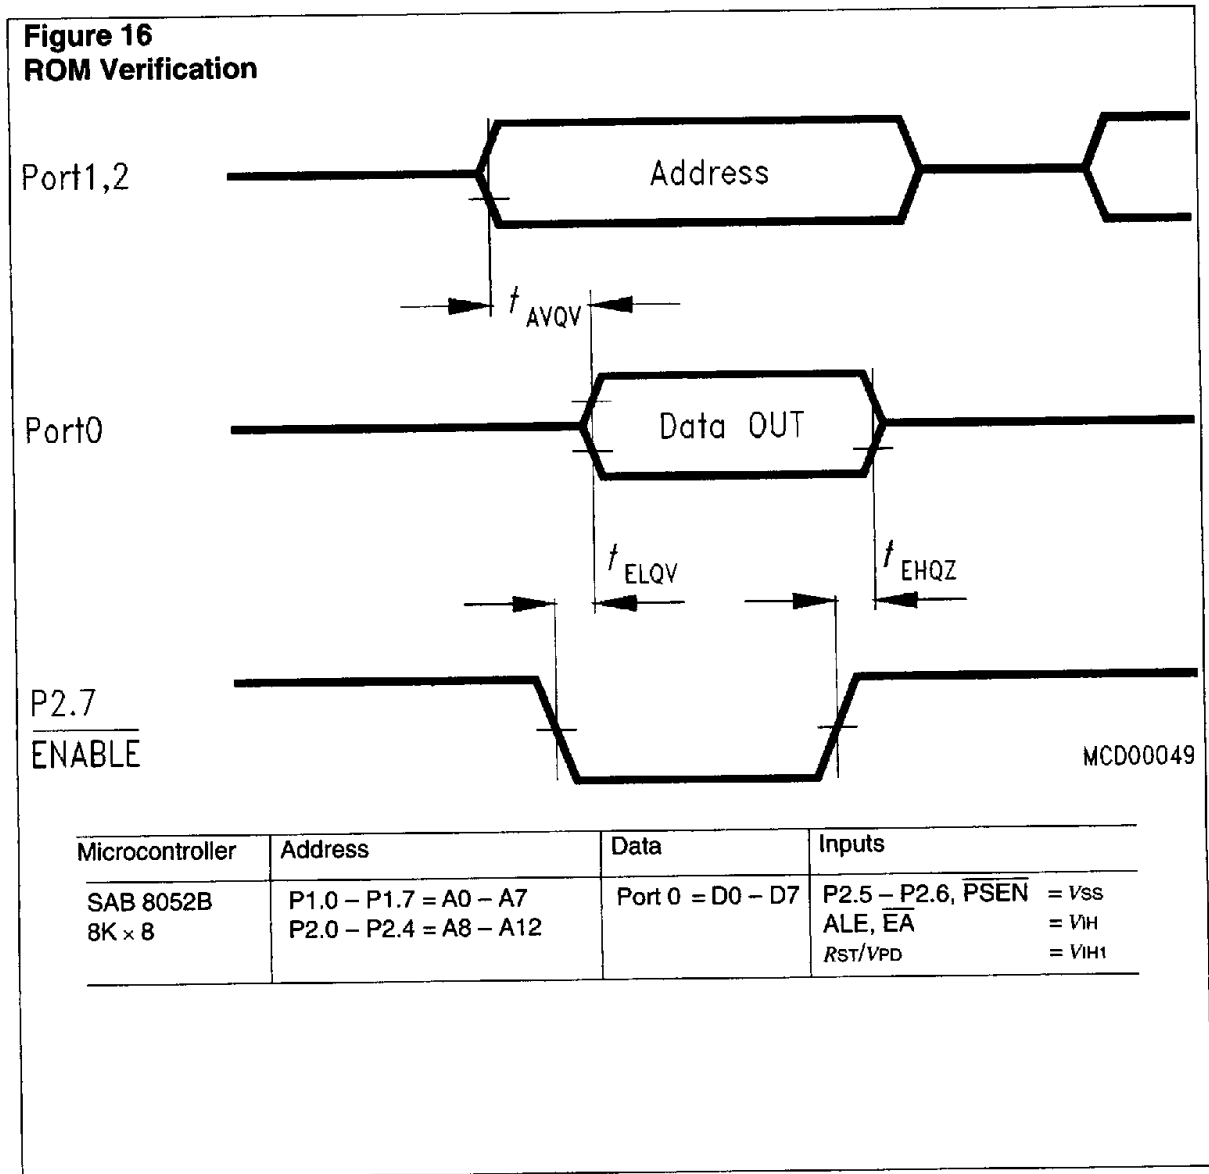 Figure 16
ROM Verification
Port1,2
Address
t AVQV
Port0
Data OUT
t ELQV
t EHQZ
P2.7
ENABLE
MCD00049
Microcontroller Address Data Inputs
SAB 8052B P1.0 – P1.7 = A0 – A7 Port 0 = D0 – D7 P2.5 – P2.6, PSEN = VSS
8K × 8 P2.0 – P2.4 = A8 – A12 ALE, EA = VIH
RST/VPD = VIH1